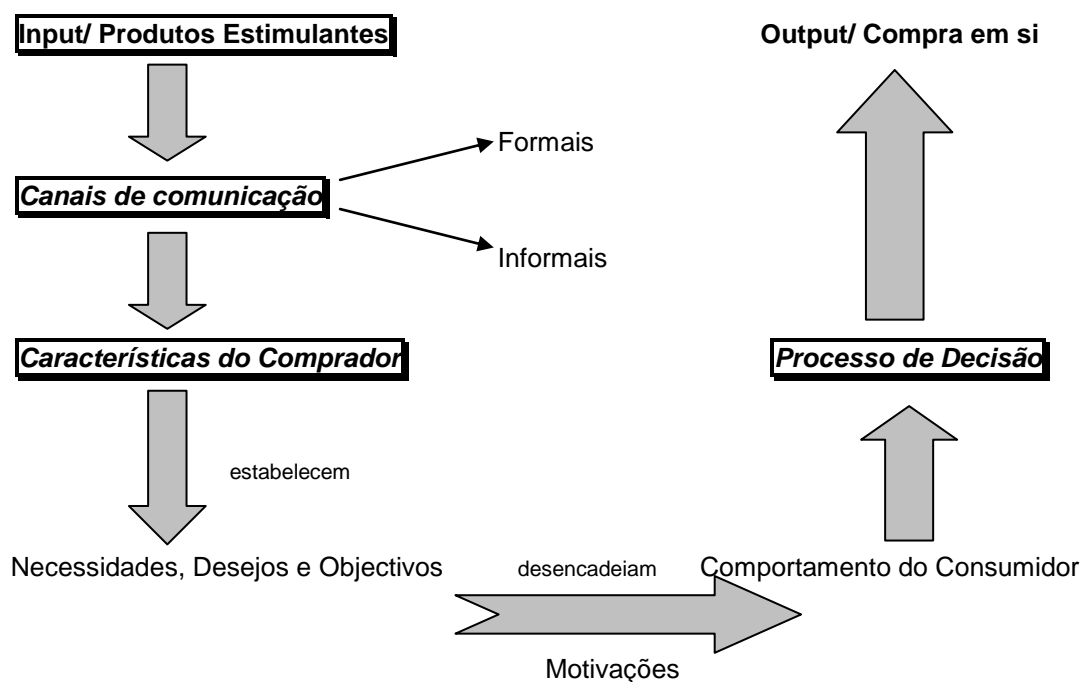 Input/ Produtos Estimulantes
Output/ Compra em si
Formais
Canais de comunicação
Informais
Características do Comprador
Processo de Decisão
estabelecem
Necessidades, Desejos e Objectivos
desencadeiam
Comportamento do Consumidor
Motivações